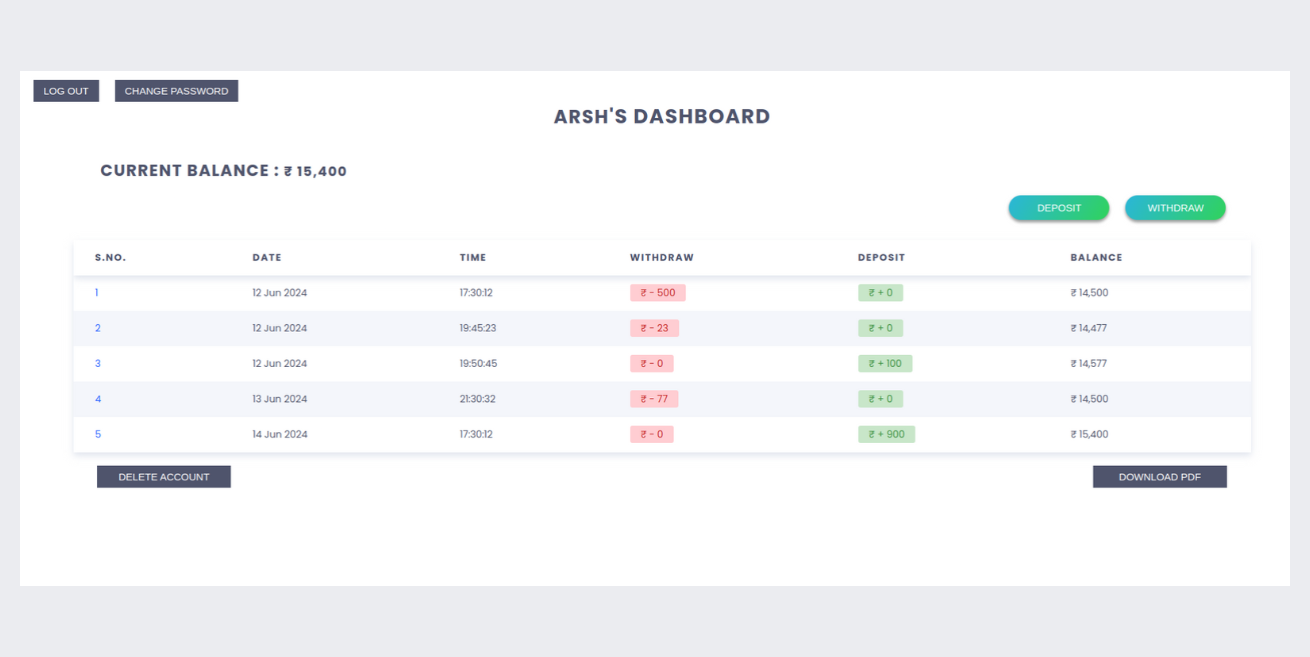 LOG OUT CHANGE PASSWORD
ARSH'S DASHBOARD
CURRENT BALANCE : ₹ 15,400
DEPOSIT WITHDRAW
S.NO. DATE TIME WITHDRAW DEPOSIT BALANCE
1 12 Jun 2024 17:30:12 ₹ - 500 ₹ + 0 ₹ 14,500
2 12 Jun 2024 19:45:23 ₹ - 23 ₹ + 0 ₹ 14,477
3 12 Jun 2024 19:50:45 ₹ - 0 ₹ + 100 ₹ 14,577
4 13 Jun 2024 21:30:32 ₹ - 77 ₹ + 0 ₹ 14,500
5 14 Jun 2024 17:30:12 ₹ - 0 ₹ + 900 ₹ 15,400
DELETE ACCOUNT DOWNLOAD PDF